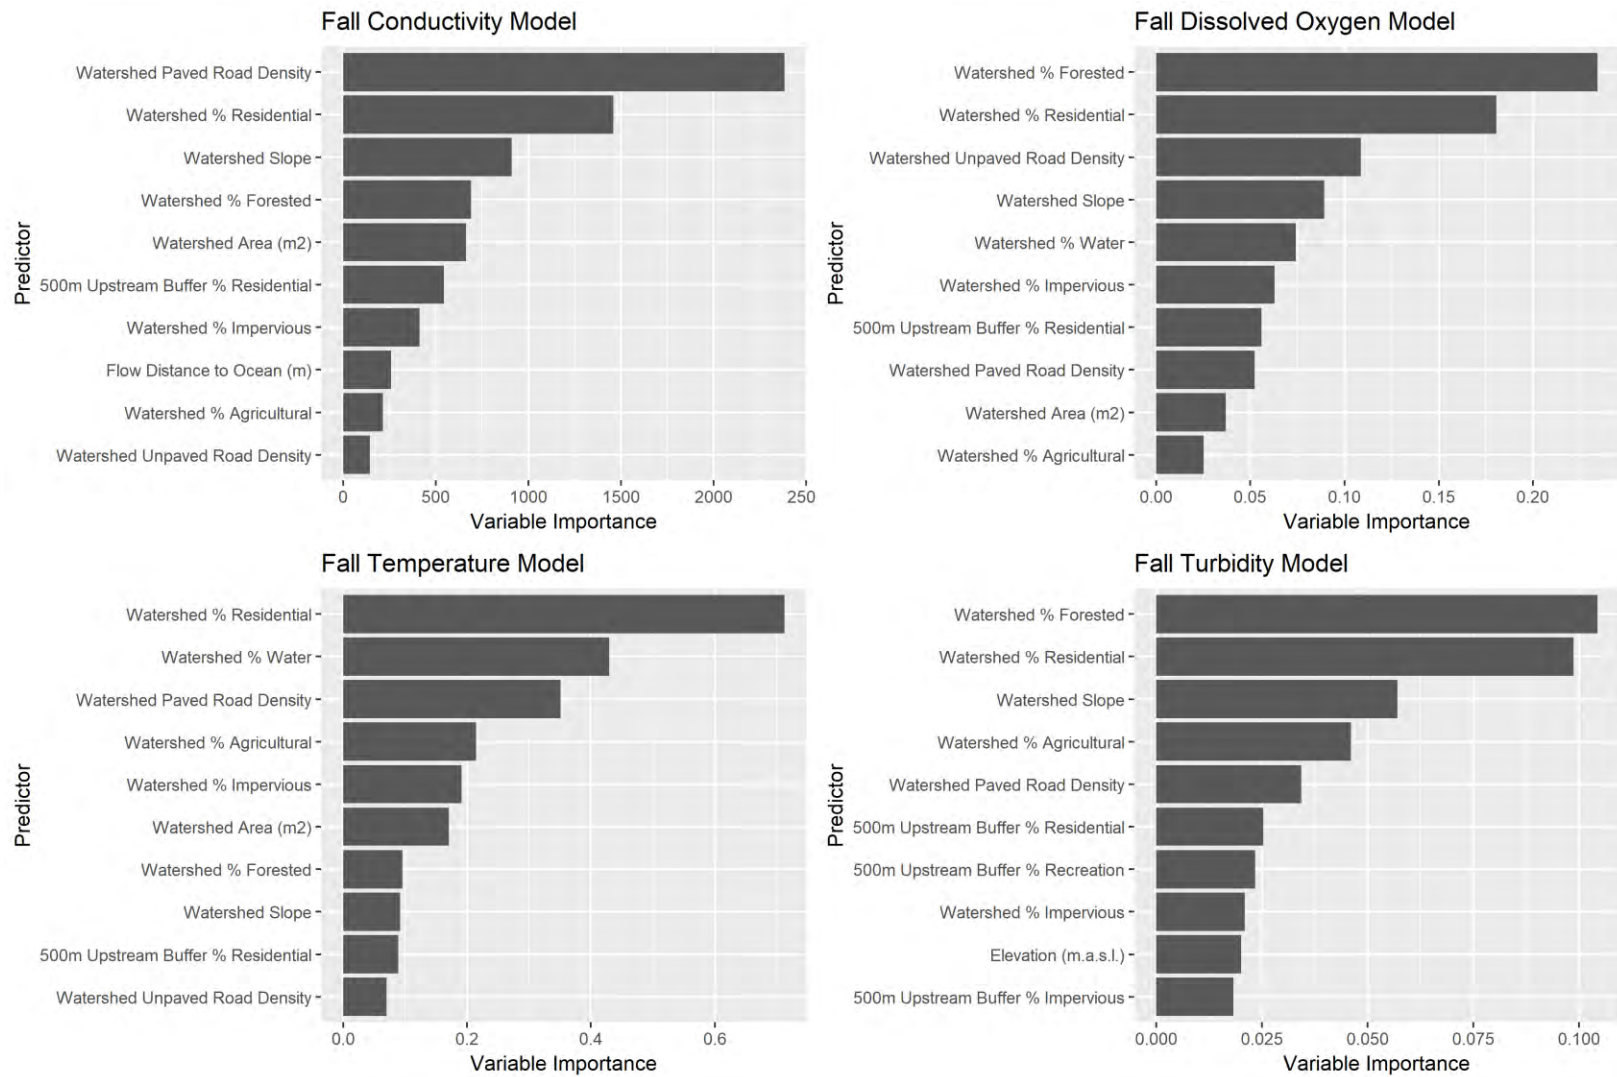 Fall Conductivity Model
Predictor
Watershed Paved Road Density
Watershed % Residential
Watershed Slope
Watershed % Forested
Watershed Area (m2)
500m Upstream Buffer % Residential
Watershed % Impervious
Flow Distance to Ocean (m)
Watershed % Agricultural
Watershed Unpaved Road Density
0 500 1000 1500 2000 250
Variable Importance
Fall Dissolved Oxygen Model
Predictor
Watershed % Forested
Watershed % Residential
Watershed Unpaved Road Density
Watershed Slope
Watershed % Water
Watershed % Impervious
500m Upstream Buffer % Residential
Watershed Paved Road Density
Watershed Area (m2)
Watershed % Agricultural
0.00 0.05 0.10 0.15 0.20
Variable Importance
Fall Temperature Model
Predictor
Watershed % Residential
Watershed % Water
Watershed Paved Road Density
Watershed % Agricultural
Watershed % Impervious
Watershed Area (m2)
Watershed % Forested
Watershed Slope
500m Upstream Buffer % Residential
Watershed Unpaved Road Density
0.0 0.2 0.4 0.6
Variable Importance
Fall Turbidity Model
Predictor
Watershed % Forested
Watershed % Residential
Watershed Slope
Watershed % Agricultural
Watershed Paved Road Density
500m Upstream Buffer % Residential
500m Upstream Buffer % Recreation
Watershed % Impervious
Elevation (m.a.s.l.)
500m Upstream Buffer % Impervious
0.000 0.025 0.050 0.075 0.100
Variable Importance